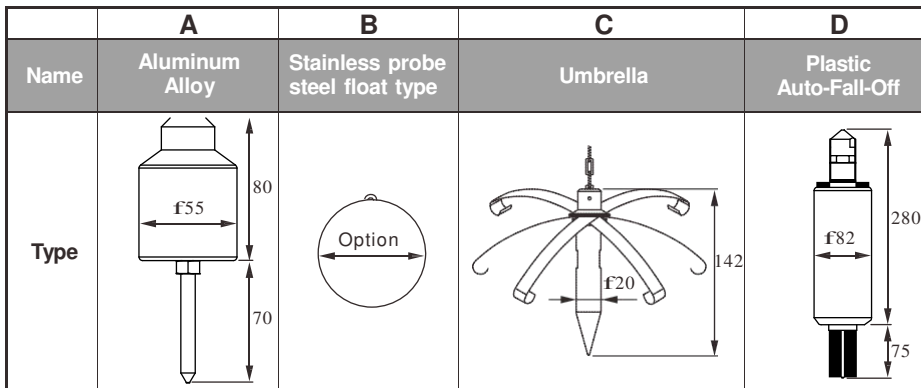 A B C D
Name Aluminum Alloy Stainless probe steel float type Umbrella Plastic Auto-Fall-Off
Type
80
f55
70
Option
142
f20
280
f82
75